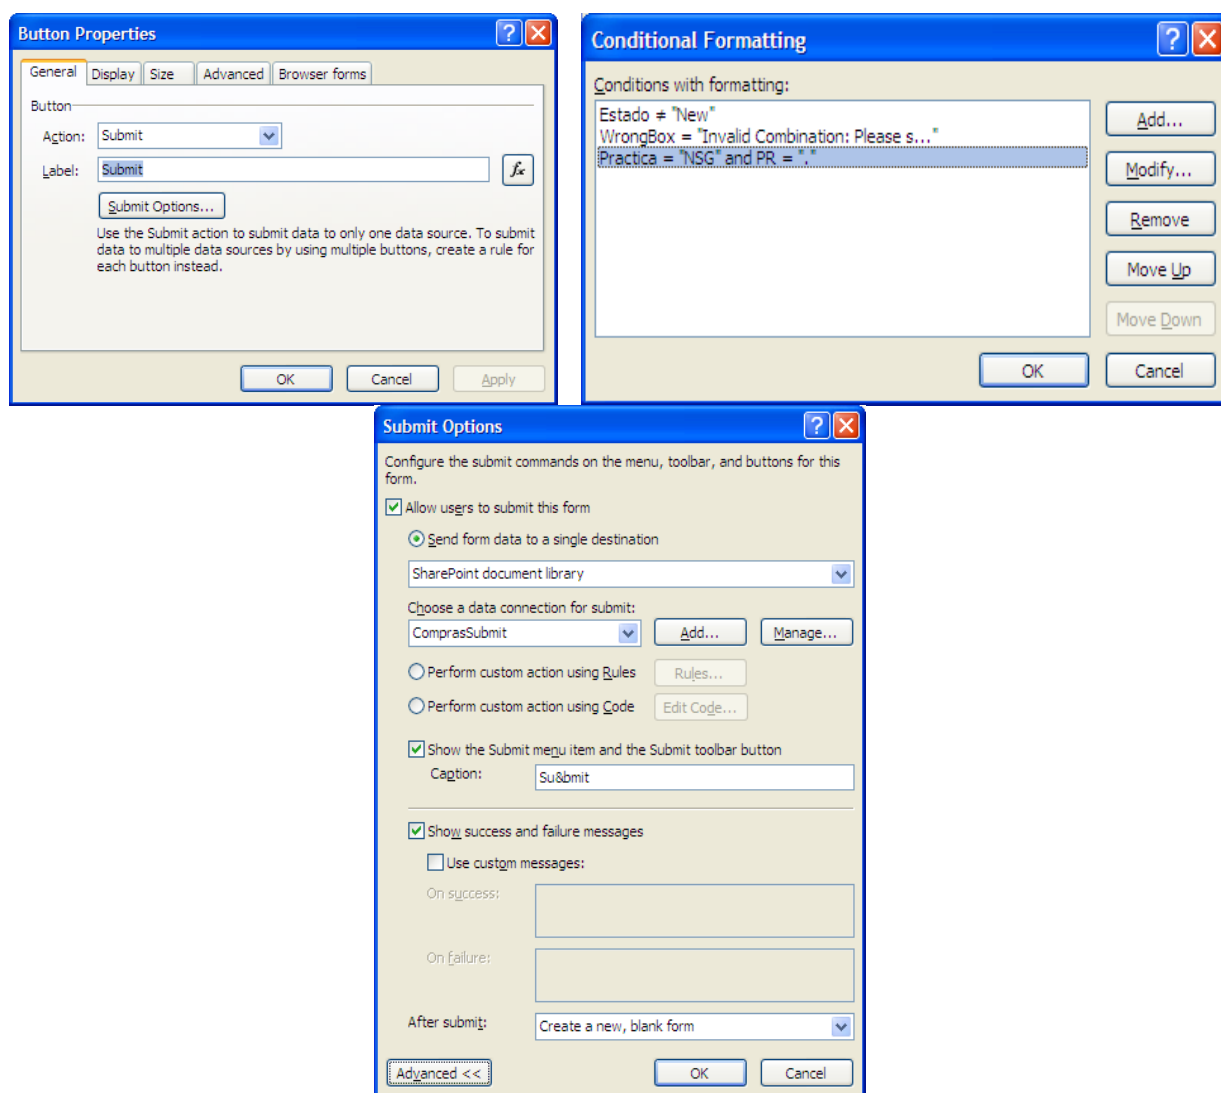 Button Properties
General Display Size Advanced Browser forms
Button
Action: Submit
Label: Submit fx
Submit Options...
Use the Submit action to submit data to only one data source. To submit
data to multiple data sources by using multiple buttons, create a rule for
each button instead.
OK Cancel Apply
Conditional Formatting
Conditions with formatting:
Estado ≠ "New"
WrongBox = "Invalid Combination: Please s..."
Practica = "NSG" and PR = "."
Add...
Modify...
Remove
Move Up
Move Down
OK Cancel
Submit Options
Configure the submit commands on the menu, toolbar, and buttons for this
form.
Allow users to submit this form
Send form data to a single destination
SharePoint document library
Choose a data connection for submit:
ComprasSubmit Add... Manage...
Perform custom action using Rules Rules...
Perform custom action using Code Edit Code...
Show the Submit menu item and the Submit toolbar button
Caption: Su&bmit
Show success and failure messages
Use custom messages:
On success:
On failure:
After submit: Create a new, blank form
Advanced << OK Cancel